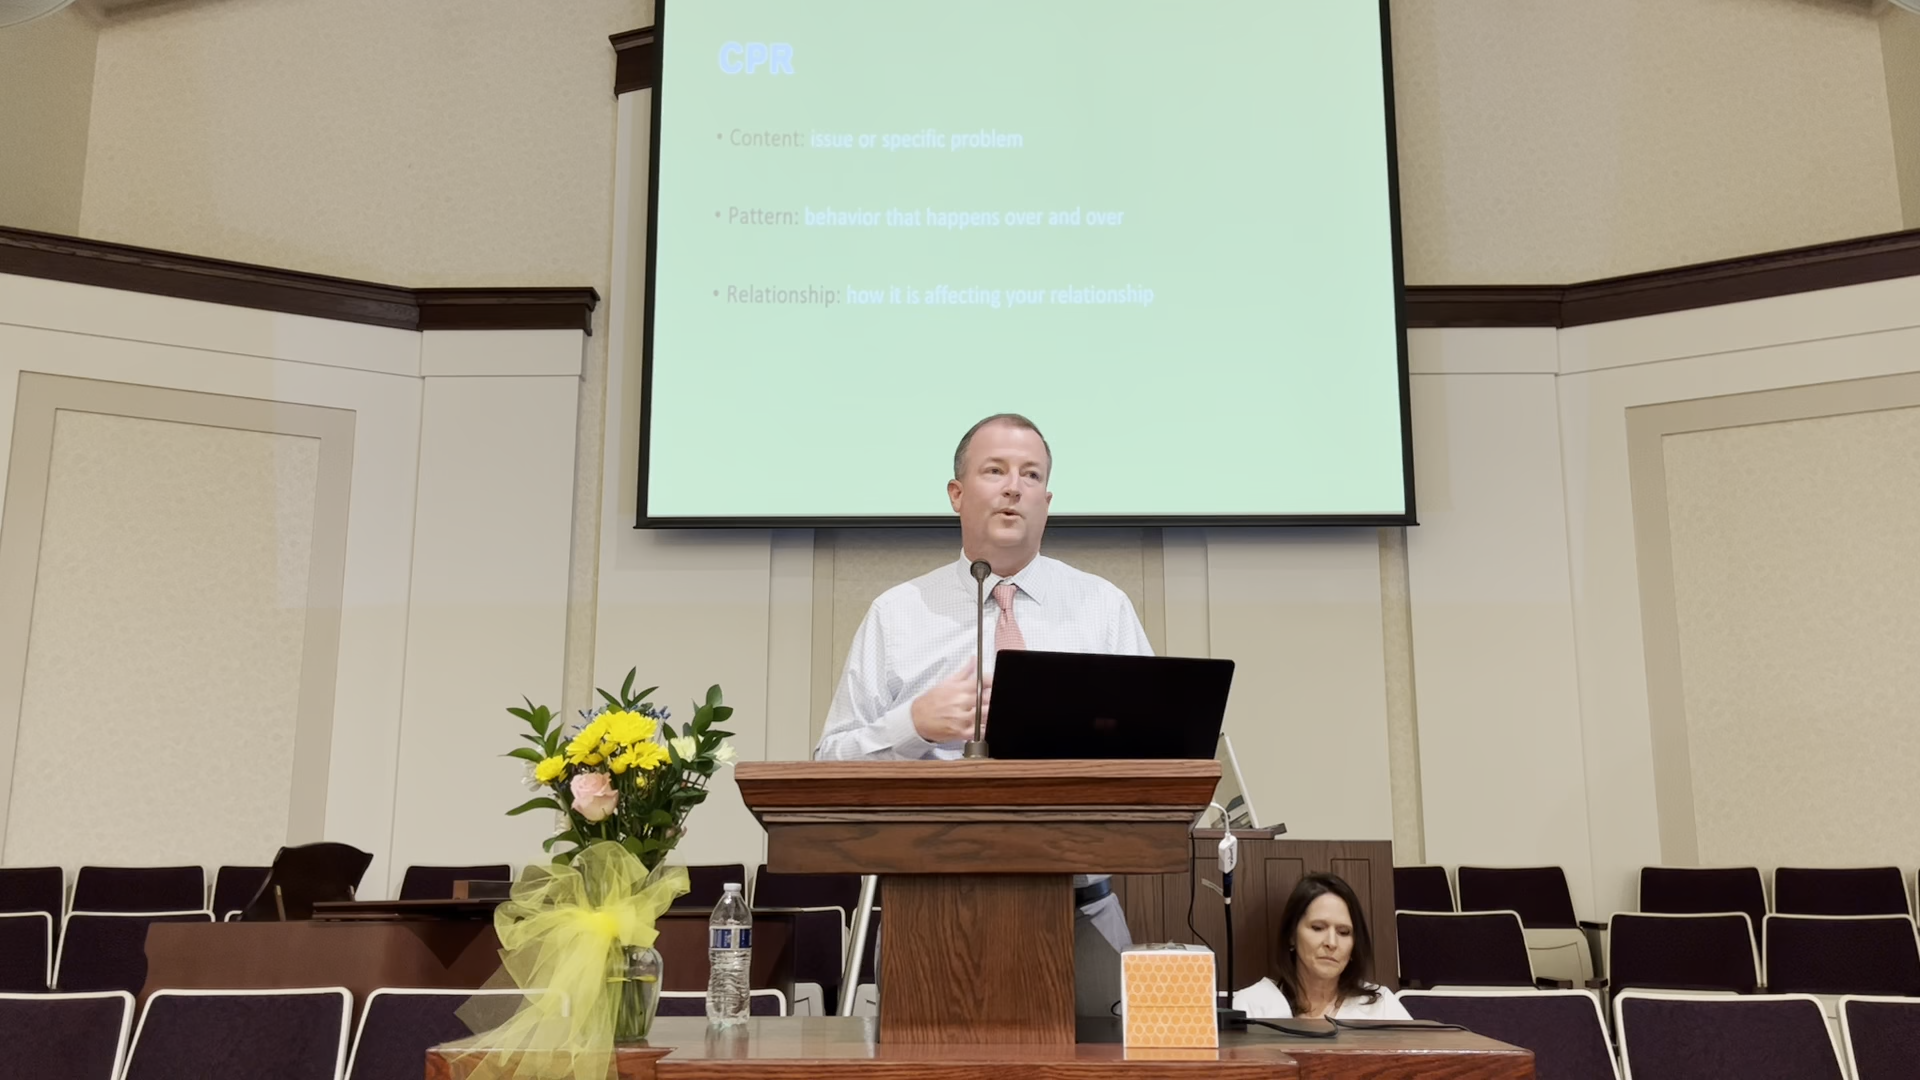 CPR
• Content: issue or specific problem
• Pattern: behavior that happens over and over
• Relationship: how it is affecting your relationship